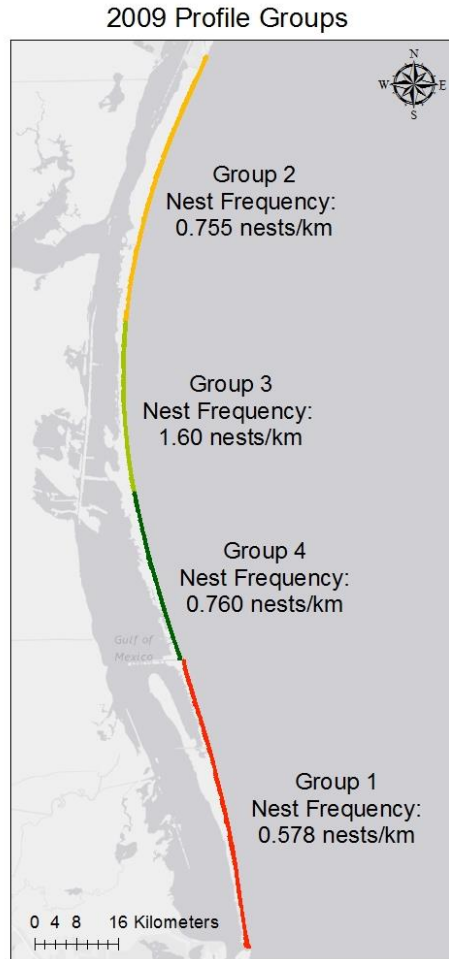 2009 Profile Groups
N
W
E
S
Group 2
Nest Frequency:
0.755 nests/km
Group 3
Nest Frequency:
1.60 nests/km
Group 4
Nest Frequency:
0.760 nests/km
Gulf of
Mexico
Group 1
Nest Frequency:
0.578 nests/km
0 4 8 16 Kilometers